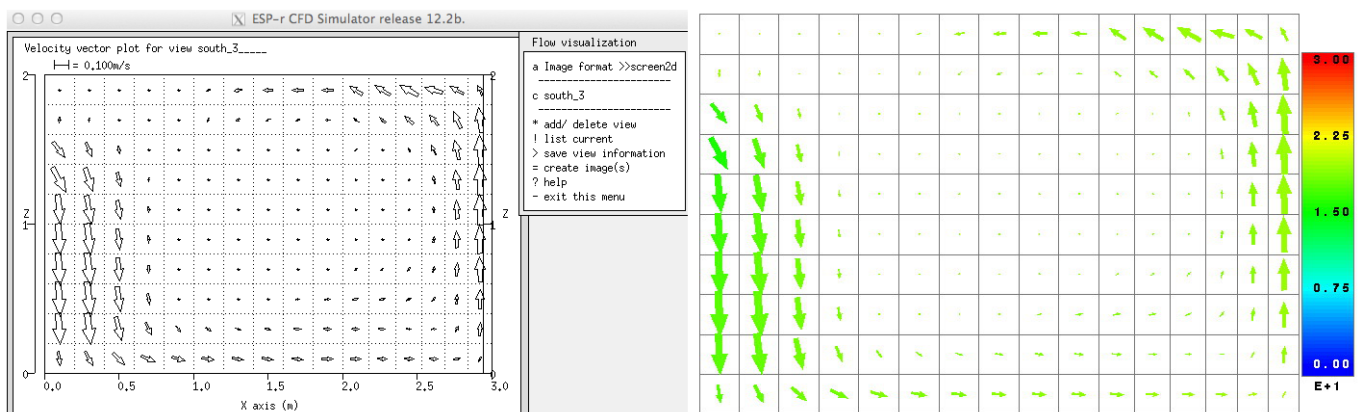 ESP-r CFD Simulator release 12.2b.
Velocity vector plot for view south_3_____
= 0.100m/s
2
1
0
Z
0.0 0.5 1.0 1.5 2.0 2.5 3.0
X axis (m)
2
1
0
Z
Flow visualization
a Image format >>screen2d
c south_3
* add/ delete view
! list current
> save view information
= create image(s)
? help
- exit this menu
3.00
2.25
1.50
0.75
0.00
E+1